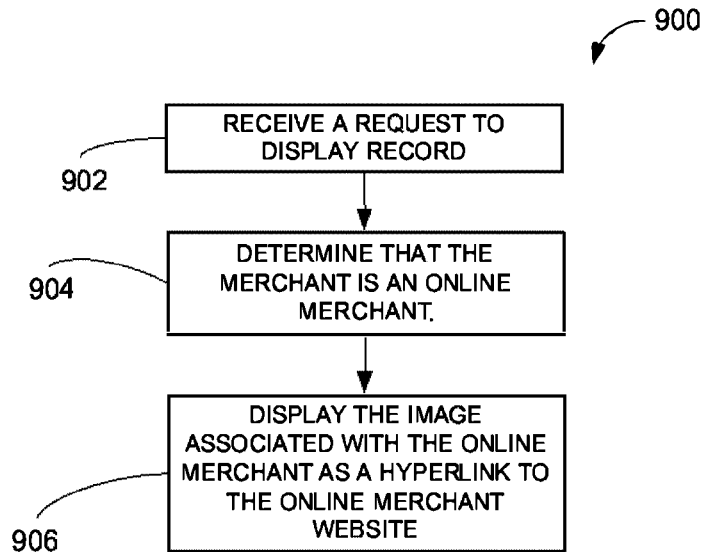 900
RECEIVE A REQUEST TO
DISPLAY RECORD
902
DETERMINE THAT THE
MERCHANT IS AN ONLINE
MERCHANT.
904
DISPLAY THE IMAGE
ASSOCIATED WITH THE ONLINE
MERCHANT AS A HYPERLINK TO
THE ONLINE MERCHANT
WEBSITE
906